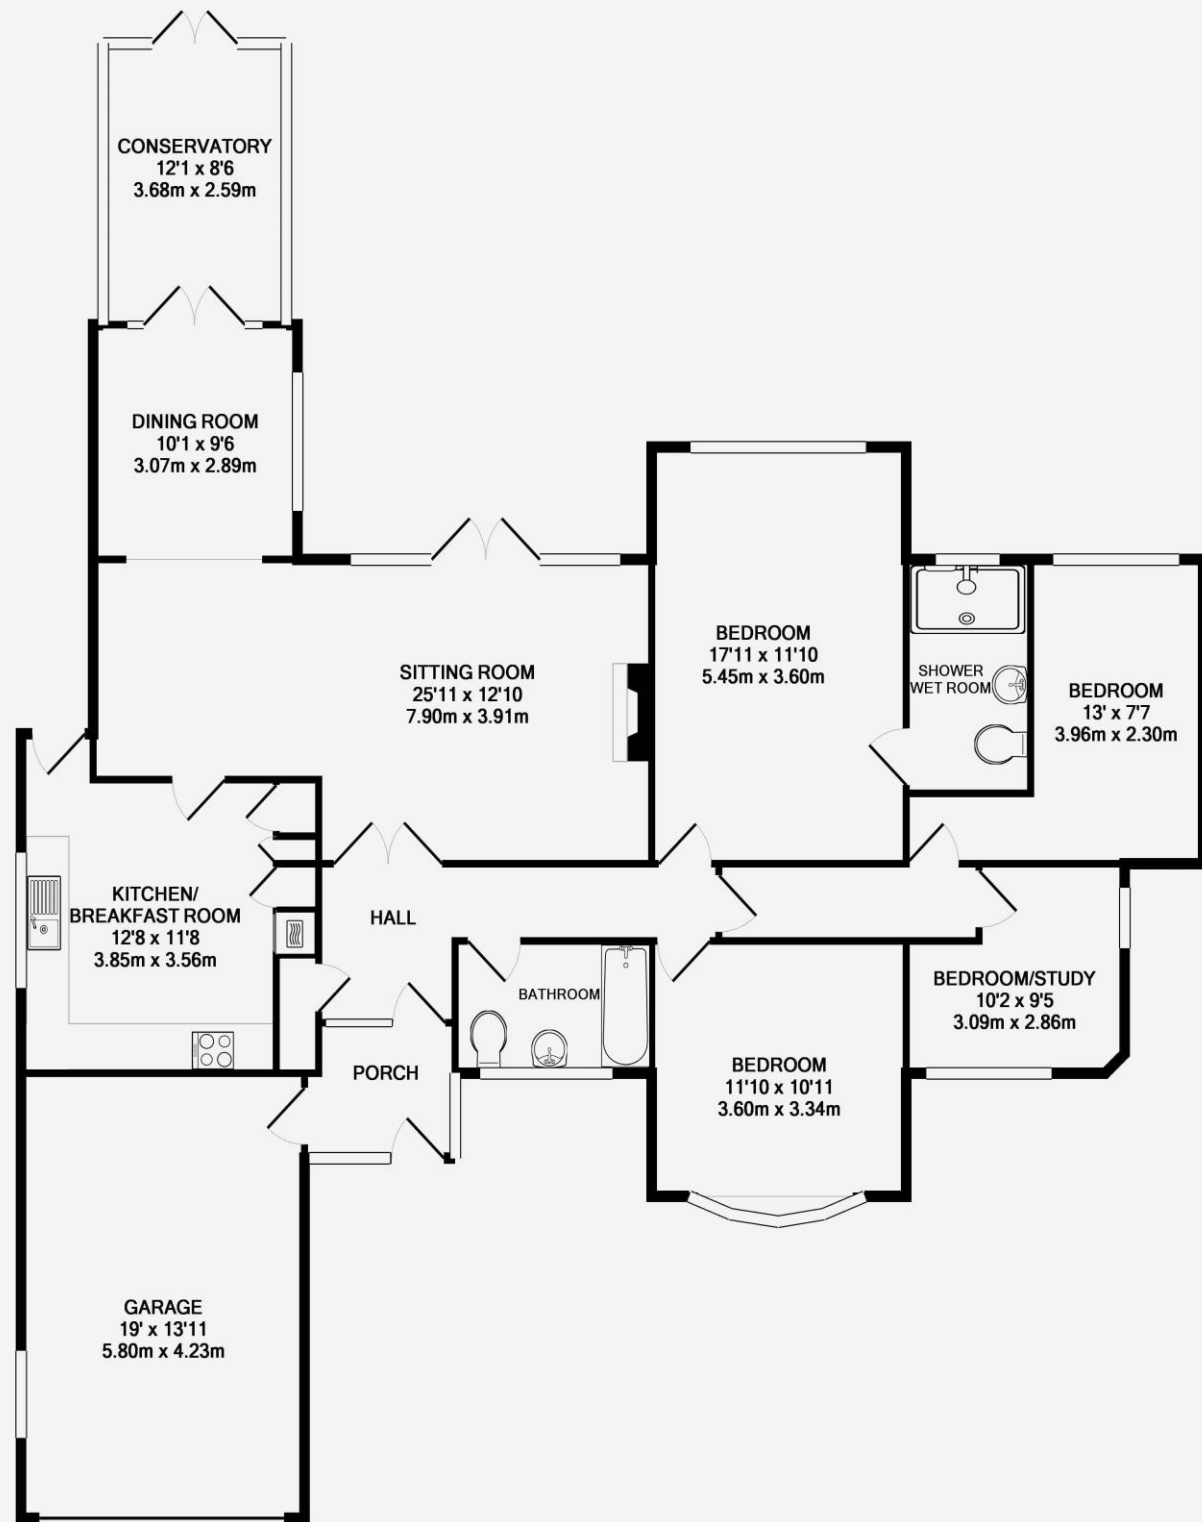 CONSERVATORY
12'1 x 8'6
3.68m x 2.59m
DINING ROOM
10'1 x 9'6
3.07m x 2.89m
SITTING ROOM
25'11 x 12'10
7.90m x 3.91m
BEDROOM
17'11 x 11'10
5.45m x 3.60m
SHOWER
WET ROOM
BEDROOM
13' x 7'7
3.96m x 2.30m
KITCHEN/
BREAKFAST ROOM
12'8 x 11'8
3.85m x 3.56m
HALL
BATHROOM
BEDROOM/STUDY
10'2 x 9'5
3.09m x 2.86m
PORCH
BEDROOM
11'10 x 10'11
3.60m x 3.34m
GARAGE
19' x 13'11
5.80m x 4.23m